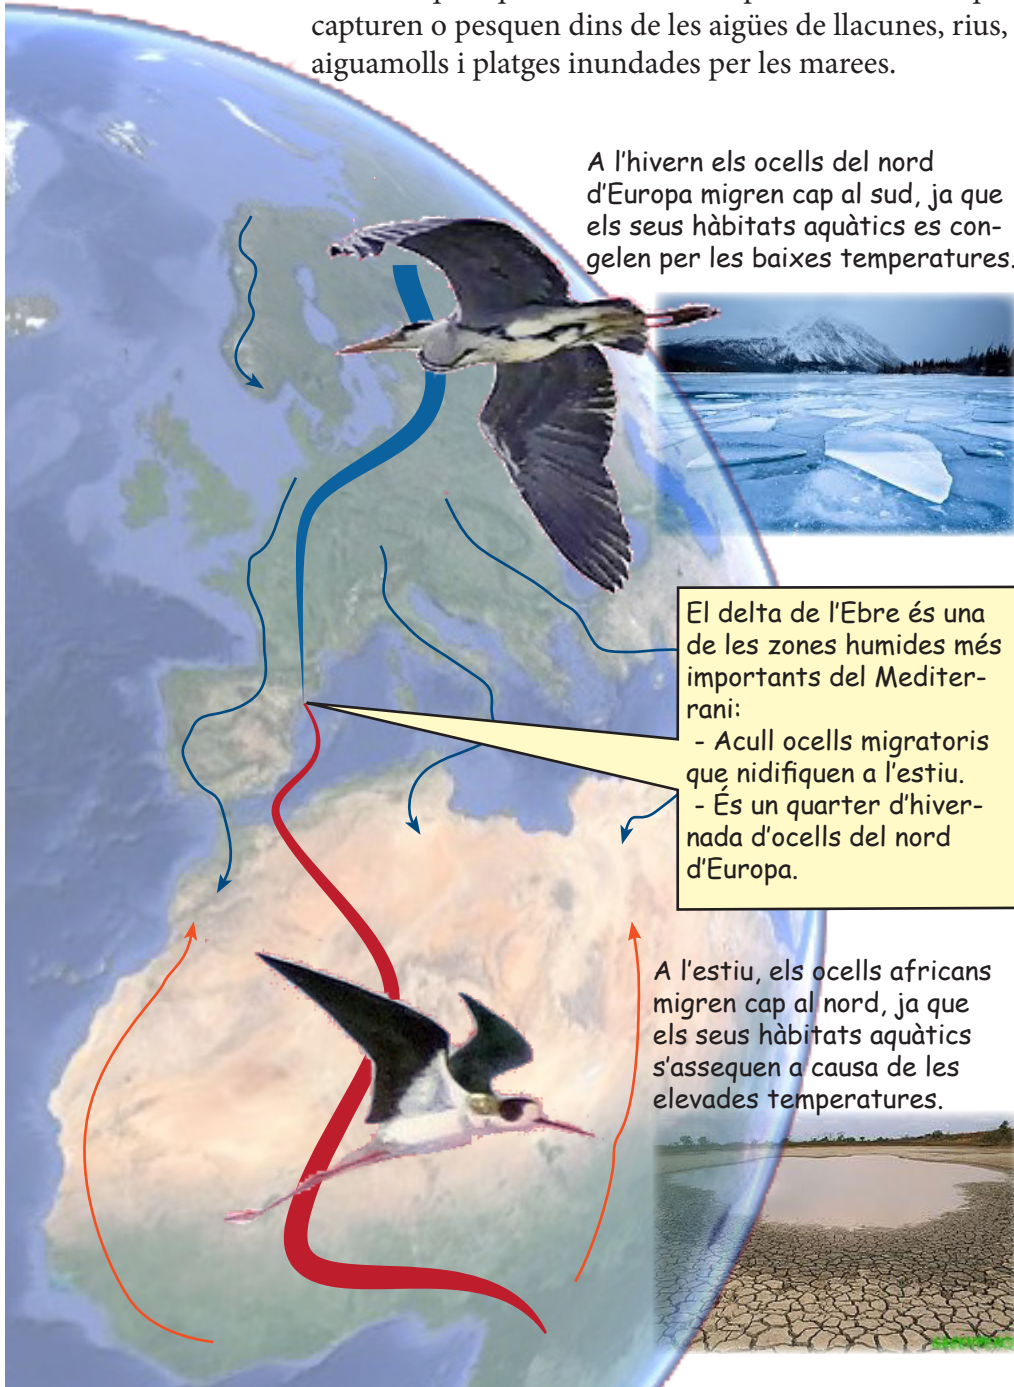 capturen o pesquen dins de les aigües de llacunes, rius,
aiguamolls i platges inundades per les marees.
A l'hivern els ocells del nord
d'Europa migren cap al sud, ja que
els seus hàbitats aquàtics es con-
gelen per les baixes temperatures.
El delta de l'Ebre és una
de les zones humides més
importants del Mediter-
rani:
- Acull ocells migratoris
que nidifiquen a l'estiu.
- És un quarter d'hiver-
nada d'ocells del nord
d'Europa.
A l'estiu, els ocells africans
migren cap al nord, ja que
els seus hàbitats aquàtics
s'assequen a causa de les
elevades temperatures.
GREENPEACE